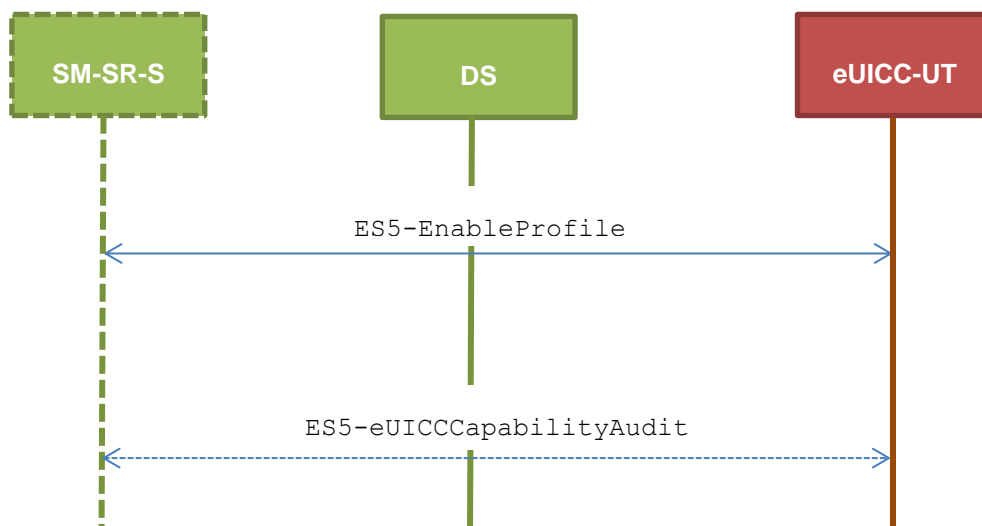 SM-SR-S
DS
eUICC-UT
ES5-EnableProfile
ES5-eUICCCapabilityAudit